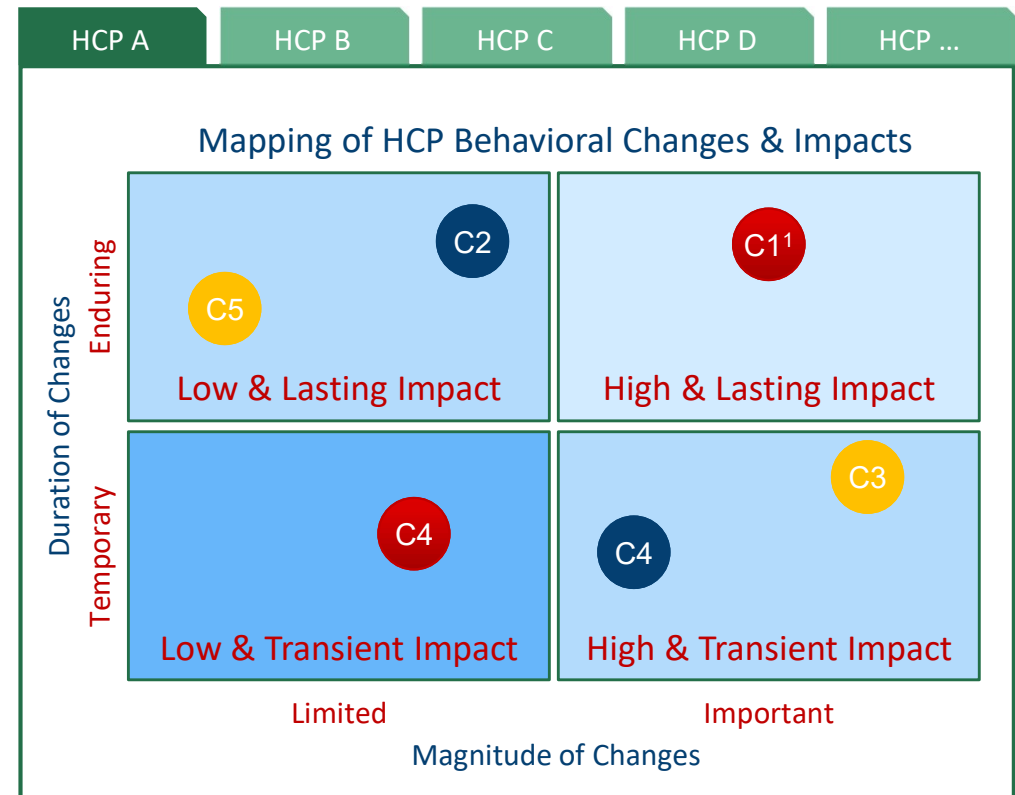 HCP A
HCP B
HCP C
HCP D
HCP ...
Mapping of HCP Behavioral Changes & Impacts
Duration of Changes
Enduring
Temporary
C2
C5
Low & Lasting Impact
C1¹
High & Lasting Impact
C4
Low & Transient Impact
C3
C4
High & Transient Impact
Limited
Important
Magnitude of Changes